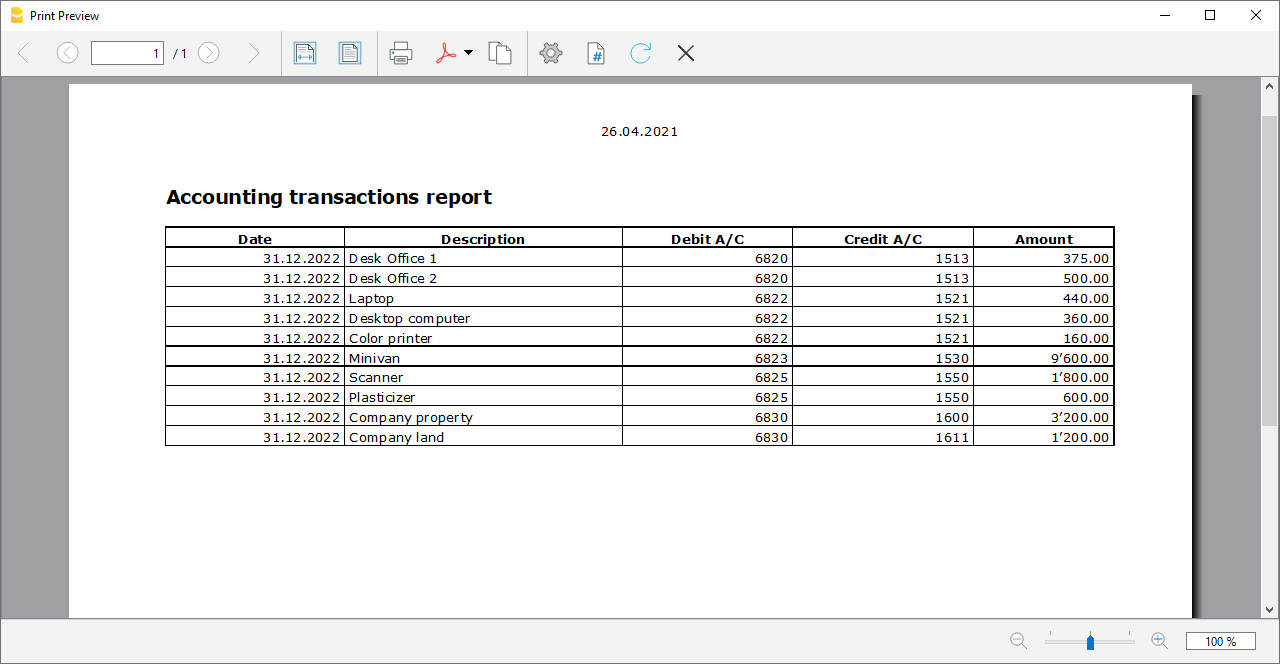 Print Preview
1 / 1
#
26.04.2021
Accounting transactions report
Date Description Debit A/C Credit A/C Amount
31.12.2022 Desk Office 1 6820 1513 375.00
31.12.2022 Desk Office 2 6820 1513 500.00
31.12.2022 Laptop 6822 1521 440.00
31.12.2022 Desktop computer 6822 1521 360.00
31.12.2022 Color printer 6822 1521 160.00
31.12.2022 Minivan 6823 1530 9’600.00
31.12.2022 Scanner 6825 1550 1’800.00
31.12.2022 Plasticizer 6825 1550 600.00
31.12.2022 Company property 6830 1600 3’200.00
31.12.2022 Company land 6830 1611 1’200.00
100 %